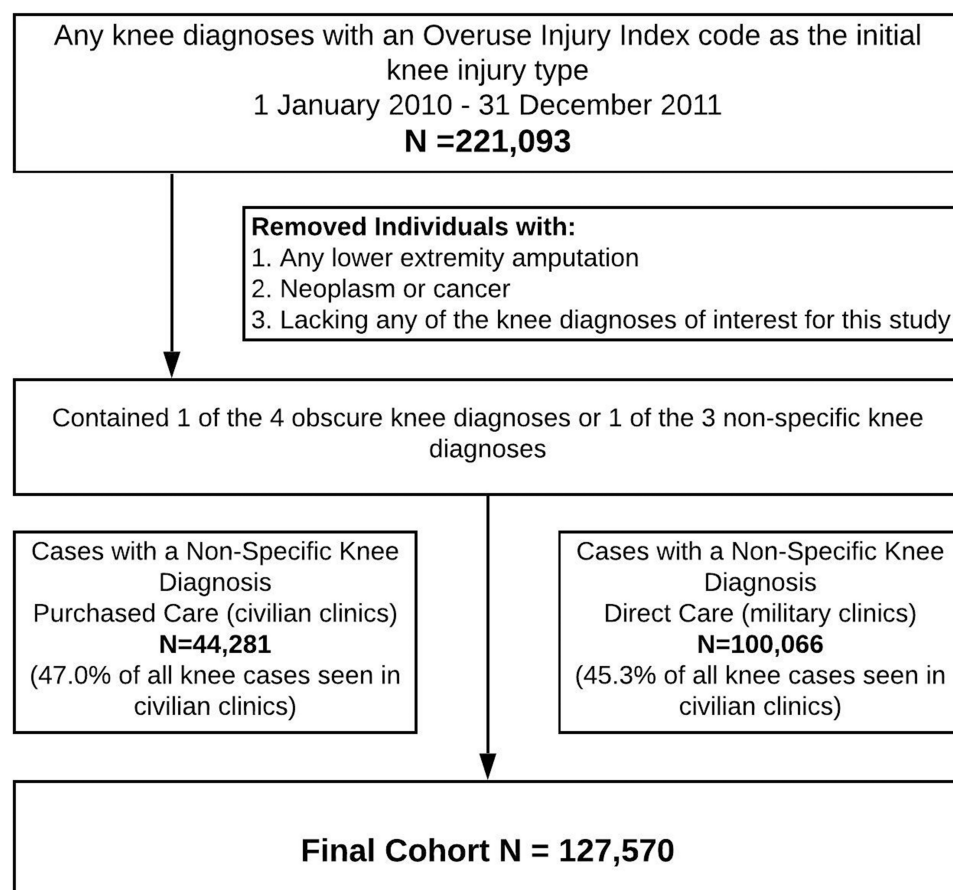 Any knee diagnoses with an Overuse Injury Index code as the initial
knee injury type
1 January 2010 - 31 December 2011
N =221,093
Removed Individuals with:
1. Any lower extremity amputation
2. Neoplasm or cancer
3. Lacking any of the knee diagnoses of interest for this study
Contained 1 of the 4 obscure knee diagnoses or 1 of the 3 non-specific knee
diagnoses
Cases with a Non-Specific Knee
Diagnosis
Purchased Care (civilian clinics)
N=44,281
(47.0% of all knee cases seen in
civilian clinics)
Cases with a Non-Specific Knee
Diagnosis
Direct Care (military clinics)
N=100,066
(45.3% of all knee cases seen in
civilian clinics)
Final Cohort N = 127,570